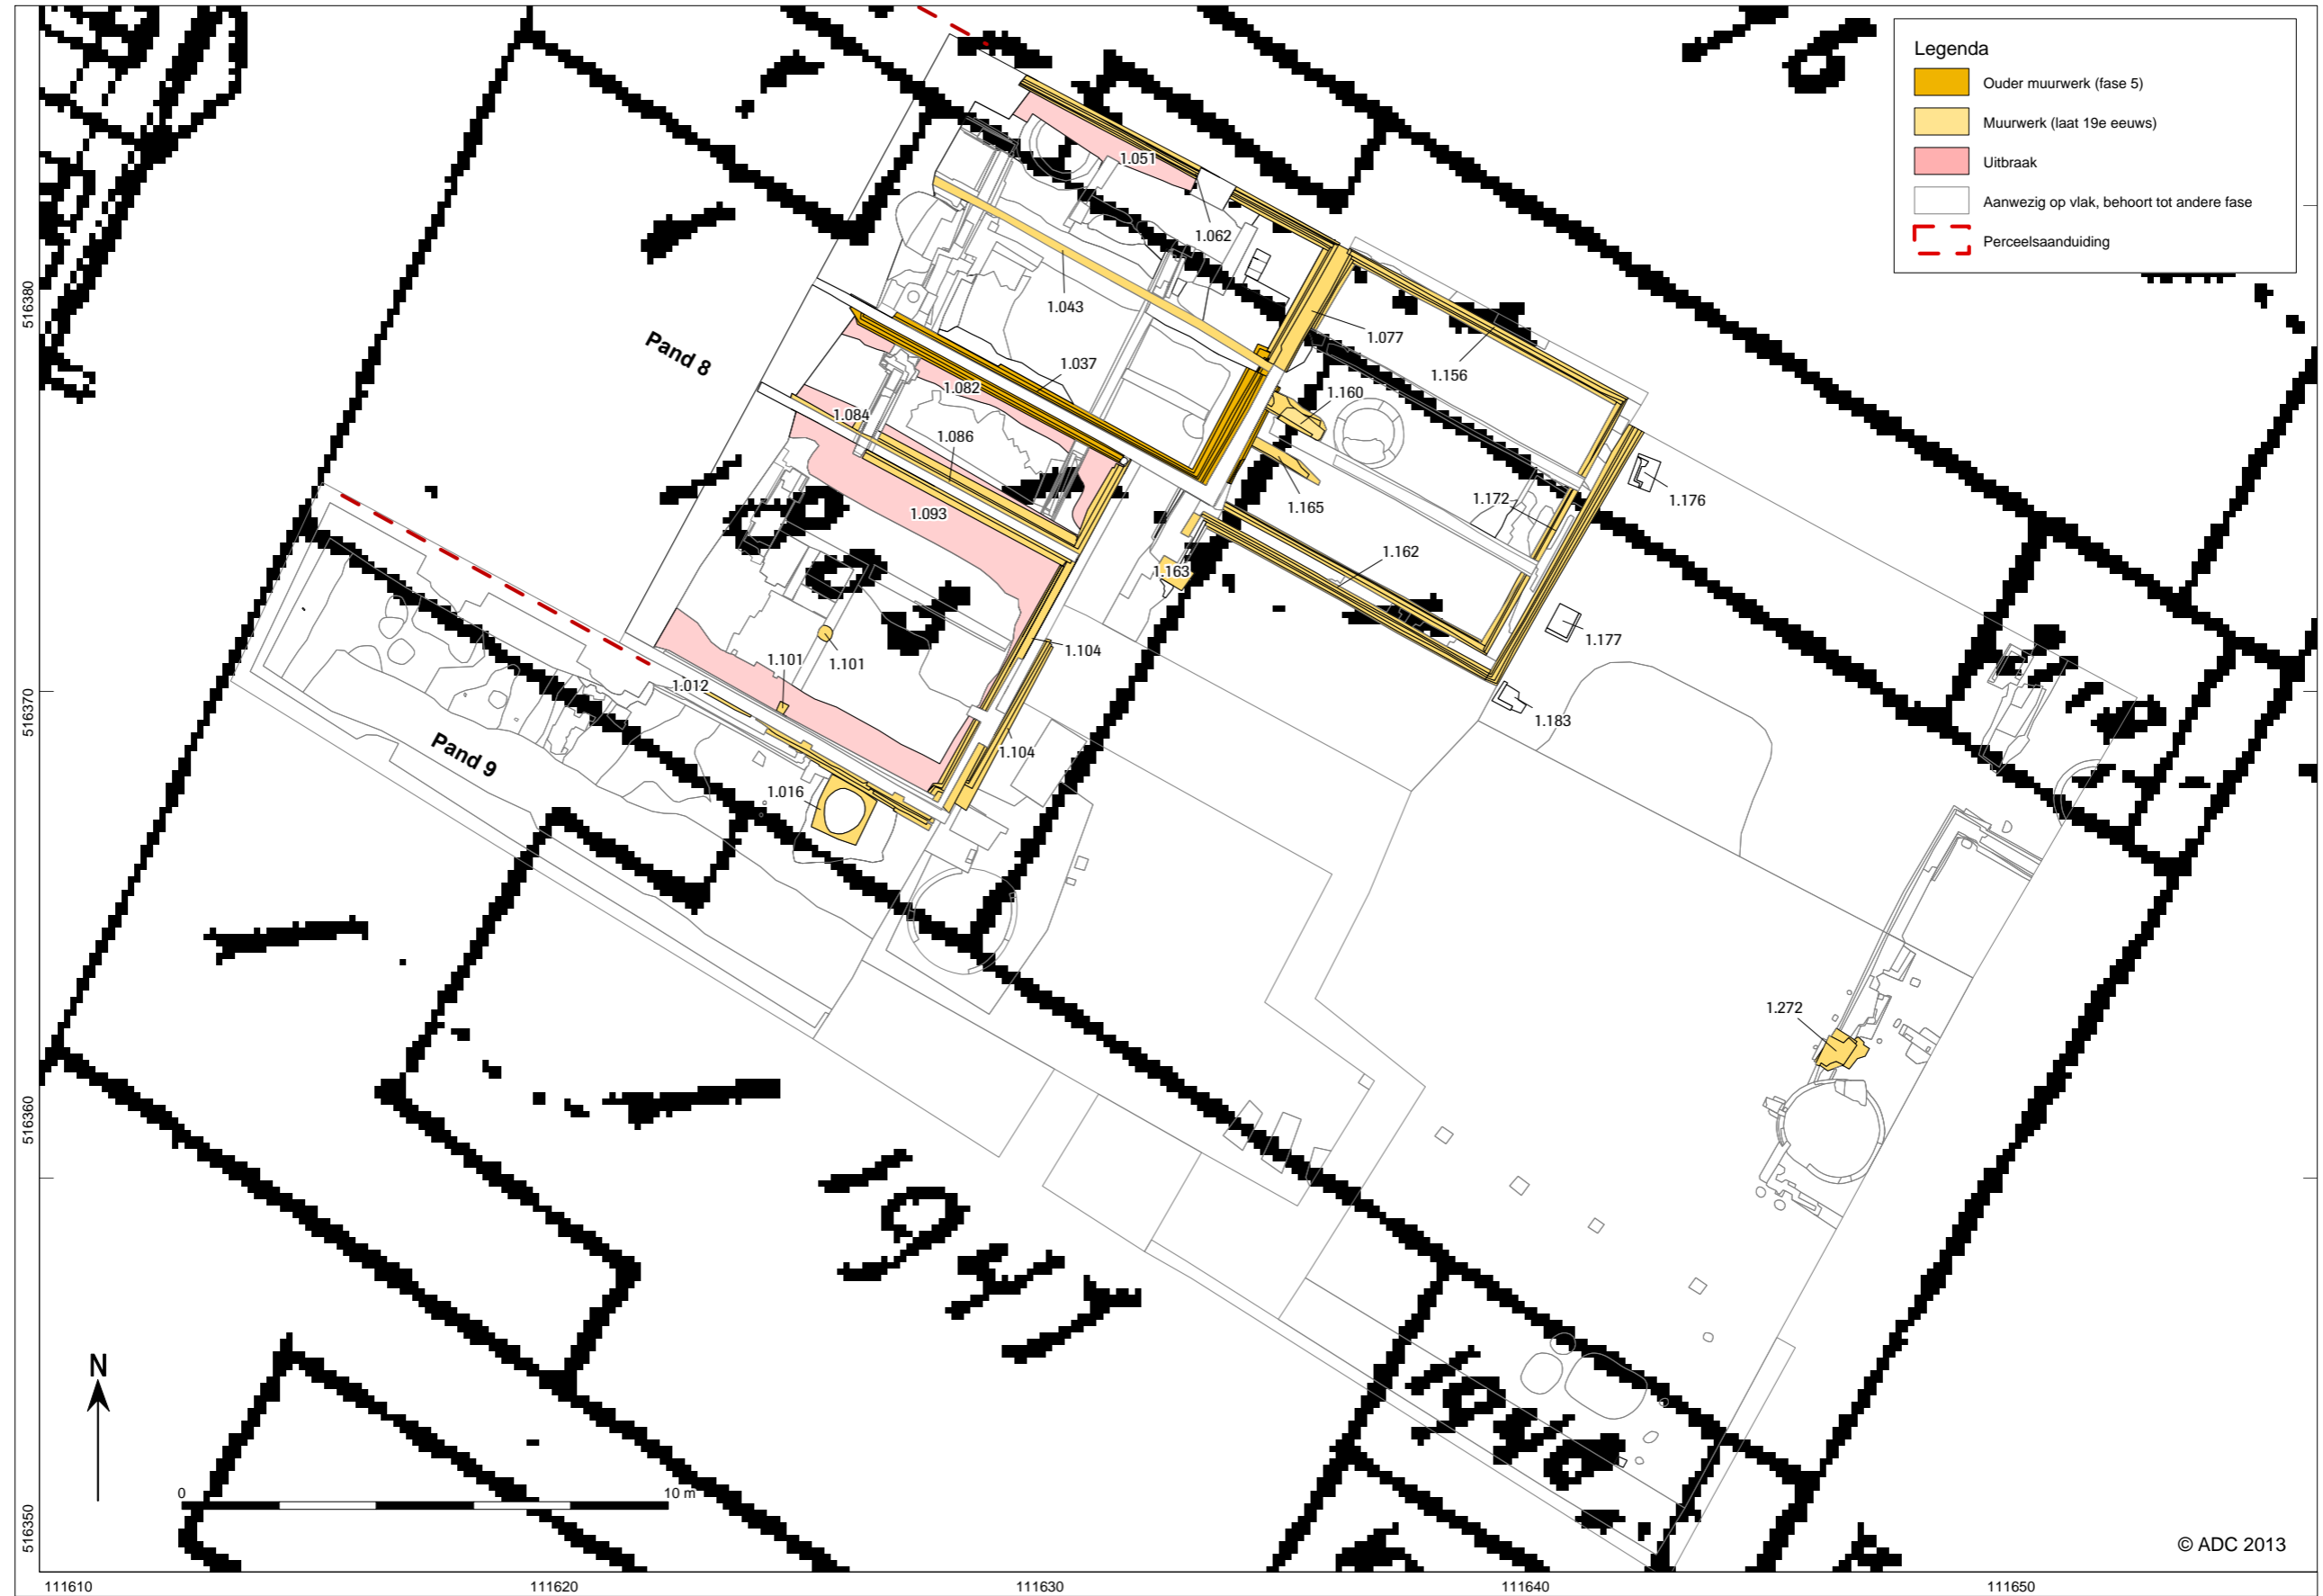 Legenda
Ouder muurwerk (fase 5)
Muurwerk (laat 19e eeuws)
Uitbraak
Aanwezig op vlak, behoort tot andere fase
Perceelsaanduiding
1.051
1.062
1.043
1.077
1.156
Pand 8
1.037
1.082
1.160
1.084
1.086
1.093
1.165
1.172
1.176
1.162
1.163
1.177
1.104
1.101
1.101
1.012
1.183
1.104
Pand 9
1.016
1.272
1947
N
0 10 m
516380
516370
516360
516350
111610 111620 111630 111640 111650
© ADC 2013